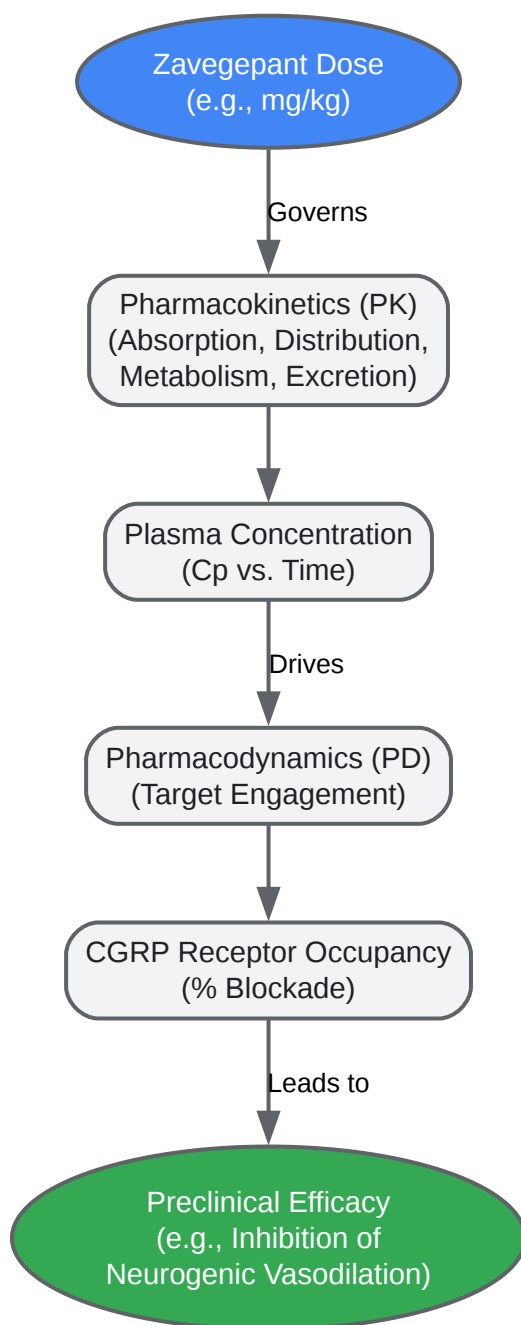 Zavegepant Dose
(e.g., mg/kg)
Governs
Pharmacokinetics (PK)
(Absorption, Distribution,
Metabolism, Excretion)
Plasma Concentration
(Cp vs. Time)
Drives
Pharmacodynamics (PD)
(Target Engagement)
CGRP Receptor Occupancy
(% Blockade)
Leads to
Preclinical Efficacy
(e.g., Inhibition of
Neurogenic Vasodilation)